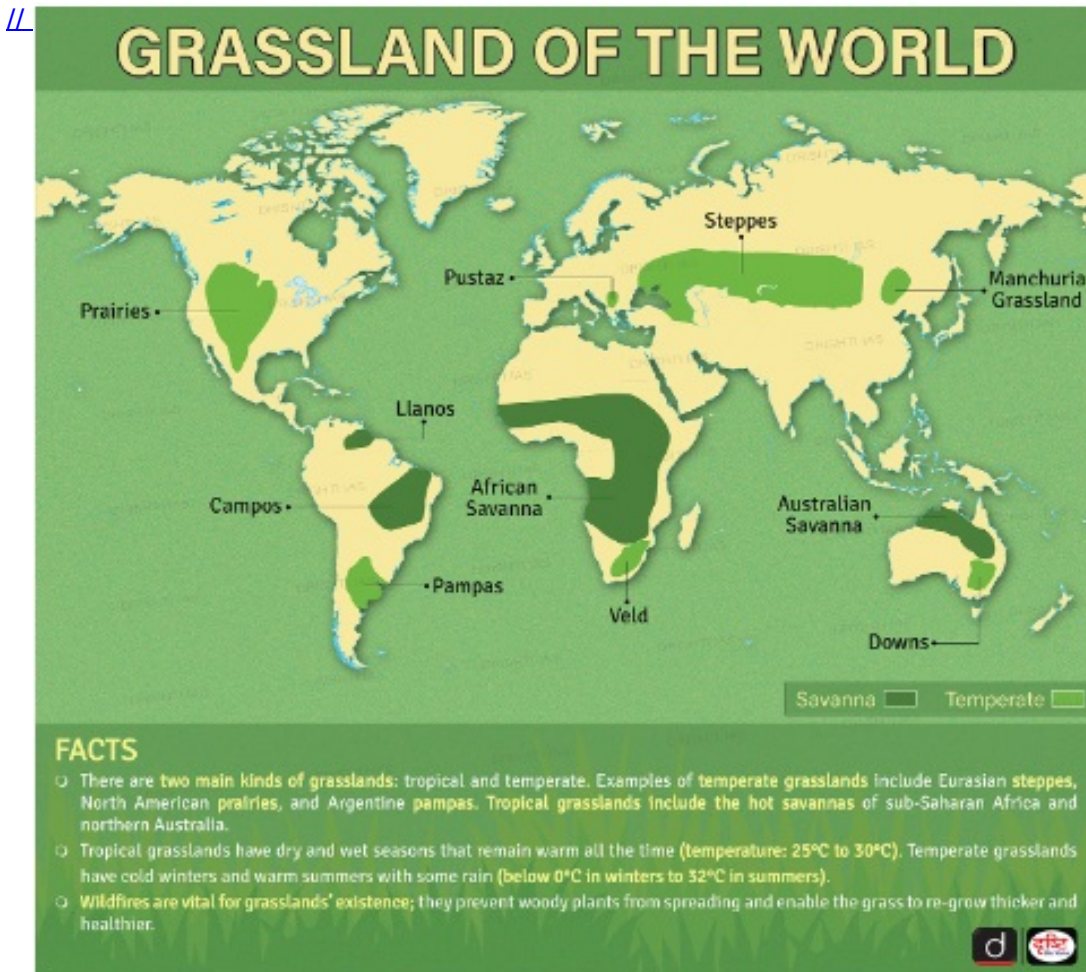 //
GRASSLAND OF THE WORLD
Steppes
Pustaz
Manchuria
Grassland
Prairies
Llanos
Campos
African
Savanna
Australian
Savanna
Pampas
Veld
Downs
Savanna
Temperate
FACTS
There are two main kinds of grasslands: tropical and temperate. Examples of temperate grasslands include Eurasian steppes,
North American prairies, and Argentine pampas. Tropical grasslands include the hot savannas of sub-Saharan Africa and
northern Australia.
Tropical grasslands have dry and wet seasons that remain warm all the time (temperature: 25°C to 30°C). Temperate grasslands
have cold winters and warm summers with some rain (below 0°C in winters to 32°C in summers).
Wildfires are vital for grasslands' existence; they prevent woody plants from spreading and enable the grass to re-grow thicker and
healthier.
d
दृष्टि